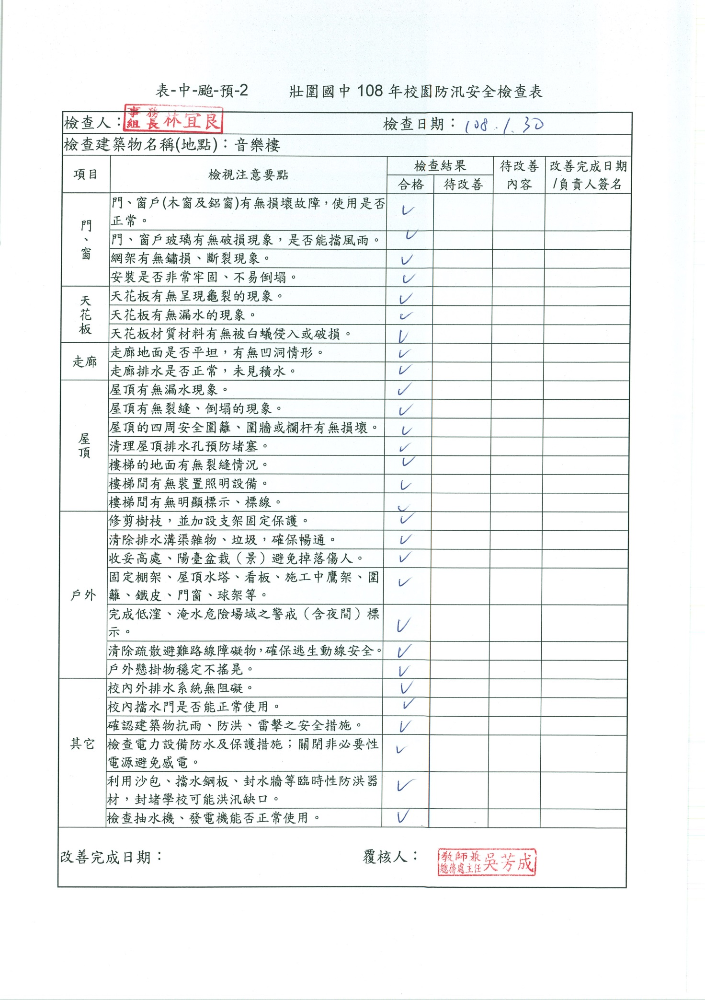 表-中-颱-預-2 壯圍國中 108 年校園防汛安全檢查表
檢查人：事務組長 林宜良 檢查日期：108.1.30
檢查建築物名稱(地點)：音樂樓
項目 檢視注意要點 檢查結果 待改善內容 改善完成日期/負責人簽名
合格 待改善
門、窗
門、窗戶(木窗及鋁窗)有無損壞故障，使用是否
正常。 ✓
門、窗戶玻璃有無破損現象，是否能擋風雨。 ✓
網架有無鏽損、斷裂現象。 ✓
安裝是否非常牢固、不易倒塌。 ✓
天花板
天花板有無呈現龜裂的現象。 ✓
天花板有無漏水的現象。 ✓
天花板材質材料有無被白蟻侵入或破損。 ✓
走廊
走廊地面是否平坦，有無凹洞情形。 ✓
走廊排水是否正常，未見積水。 ✓
屋頂
屋頂有無漏水現象。 ✓
屋頂有無裂縫、倒塌的現象。 ✓
屋頂的四周安全圍籬、圍牆或欄杆有無損壞。 ✓
清理屋頂排水孔預防堵塞。 ✓
樓梯的地面有無裂縫情況。 ✓
樓梯間有無裝置照明設備。 ✓
樓梯間有無明顯標示、標線。 ✓
戶外
修剪樹枝，並加設支架固定保護。 ✓
清除排水溝渠雜物、垃圾，確保暢通。 ✓
收妥高處、陽臺盆栽（景）避免掉落傷人。 ✓
固定棚架、屋頂水塔、看板、施工中鷹架、圍
籬、鐵皮、門窗、球架等。 ✓
完成低窪、淹水危險場域之警戒（含夜間）標
示。 ✓
清除疏散避難路線障礙物，確保逃生動線安全。 ✓
戶外懸掛物穩定不搖晃。 ✓
其它
校內外排水系統無阻礙。 ✓
校內擋水門是否能正常使用。 ✓
確認建築物抗雨、防洪、雷擊之安全措施。 ✓
檢查電力設備防水及保護措施；關閉非必要性
電源避免感電。 ✓
利用沙包、擋水鋼板、封水牆等臨時性防洪器
材，封堵學校可能洪汛缺口。 ✓
檢查抽水機、發電機能否正常使用。 ✓
改善完成日期： 覆核人： 教師兼總務處主任 吳芳成